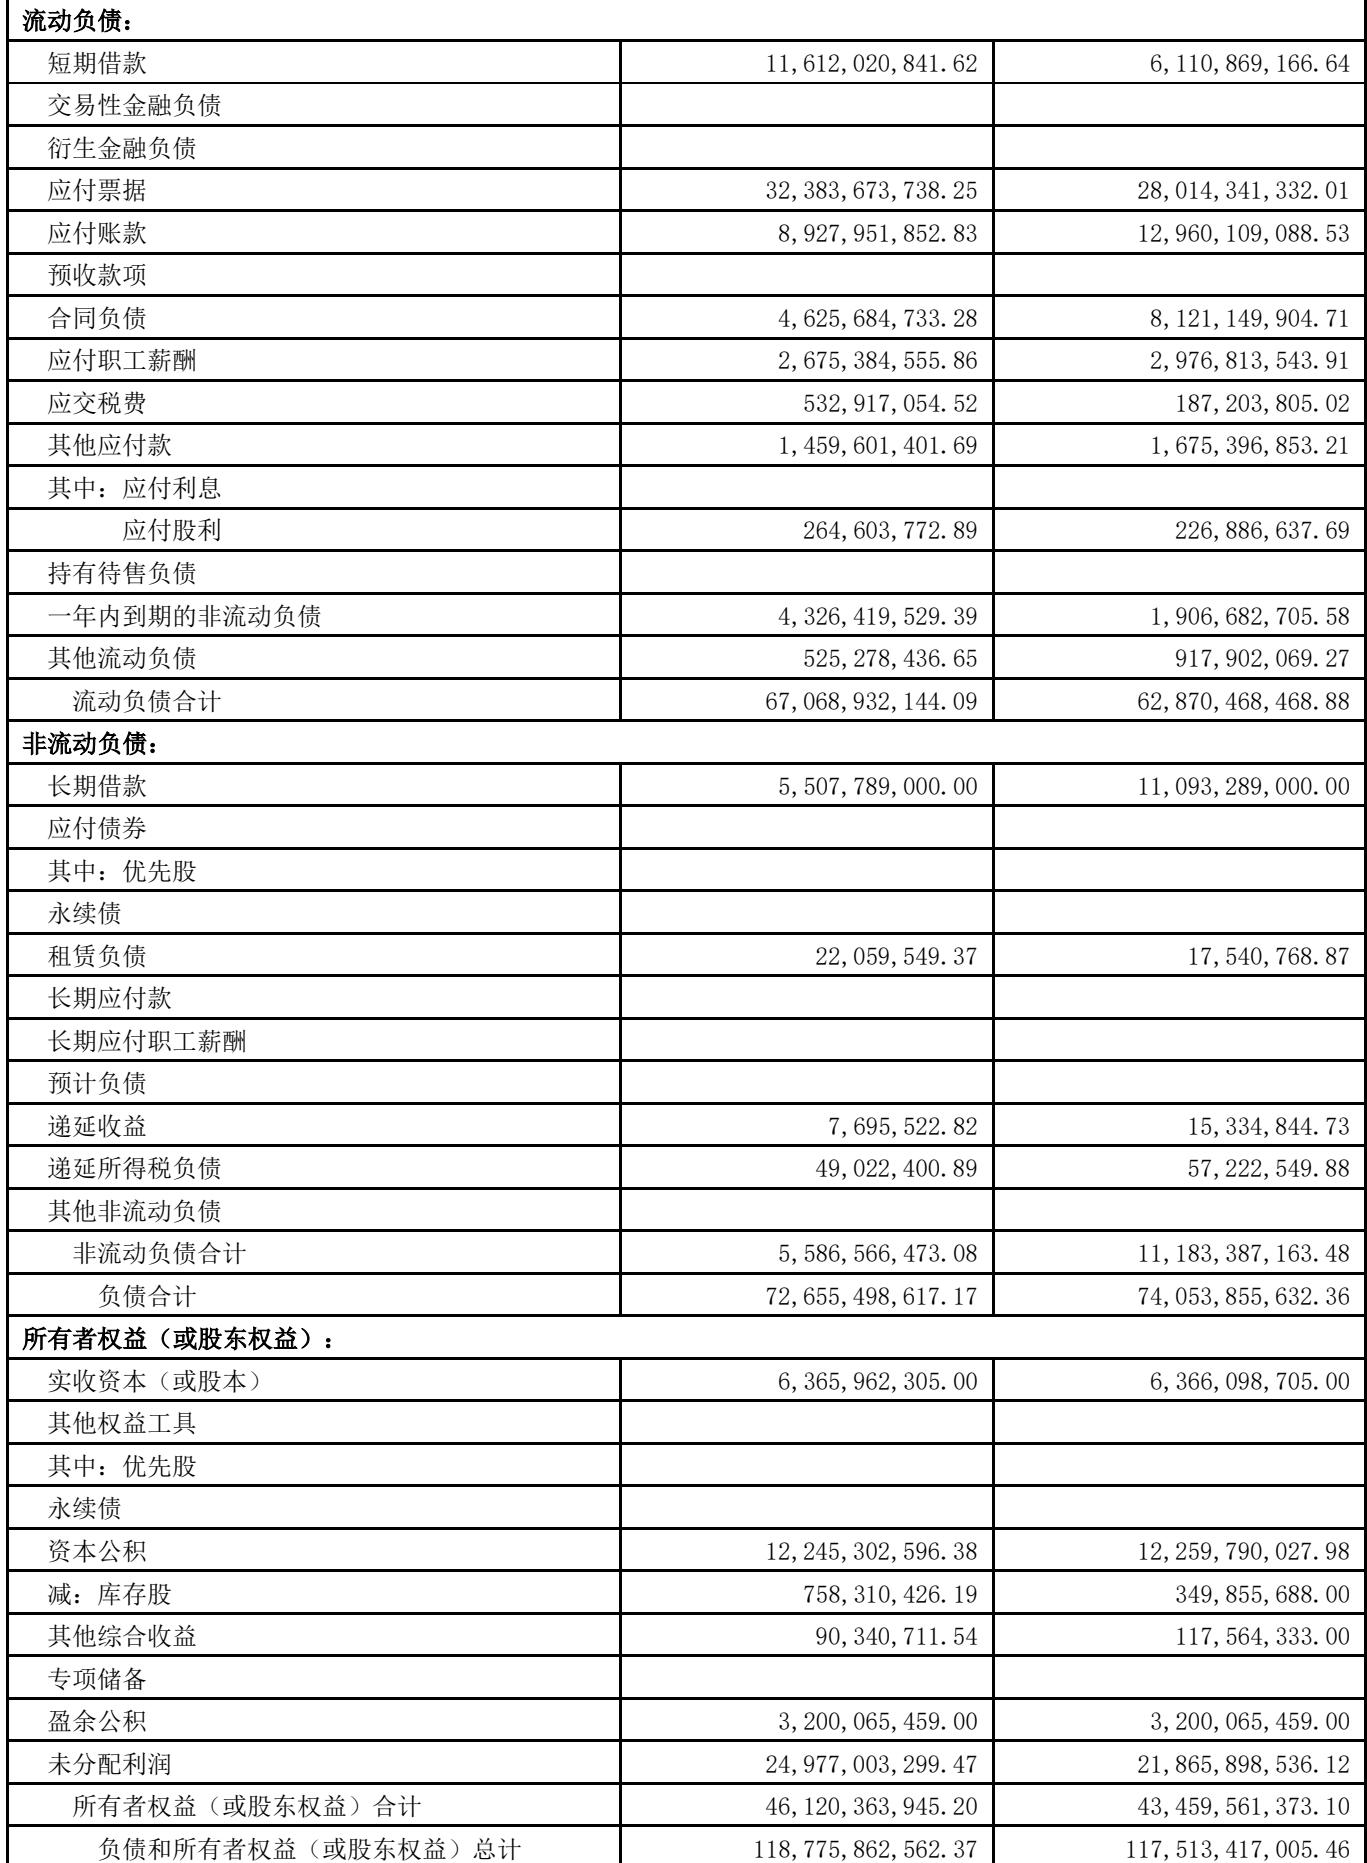 流动负债：
短期借款 11,612,020,841.62 6,110,869,166.64
交易性金融负债
衍生金融负债
应付票据 32,383,673,738.25 28,014,341,332.01
应付账款 8,927,951,852.83 12,960,109,088.53
预收款项
合同负债 4,625,684,733.28 8,121,149,904.71
应付职工薪酬 2,675,384,555.86 2,976,813,543.91
应交税费 532,917,054.52 187,203,805.02
其他应付款 1,459,601,401.69 1,675,396,853.21
其中：应付利息
应付股利 264,603,772.89 226,886,637.69
持有待售负债
一年内到期的非流动负债 4,326,419,529.39 1,906,682,705.58
其他流动负债 525,278,436.65 917,902,069.27
流动负债合计 67,068,932,144.09 62,870,468,468.88
非流动负债：
长期借款 5,507,789,000.00 11,093,289,000.00
应付债券
其中：优先股
永续债
租赁负债 22,059,549.37 17,540,768.87
长期应付款
长期应付职工薪酬
预计负债
递延收益 7,695,522.82 15,334,844.73
递延所得税负债 49,022,400.89 57,222,549.88
其他非流动负债
非流动负债合计 5,586,566,473.08 11,183,387,163.48
负债合计 72,655,498,617.17 74,053,855,632.36
所有者权益（或股东权益）：
实收资本（或股本） 6,365,962,305.00 6,366,098,705.00
其他权益工具
其中：优先股
永续债
资本公积 12,245,302,596.38 12,259,790,027.98
减：库存股 758,310,426.19 349,855,688.00
其他综合收益 90,340,711.54 117,564,333.00
专项储备
盈余公积 3,200,065,459.00 3,200,065,459.00
未分配利润 24,977,003,299.47 21,865,898,536.12
所有者权益（或股东权益）合计 46,120,363,945.20 43,459,561,373.10
负债和所有者权益（或股东权益）总计 118,775,862,562.37 117,513,417,005.46